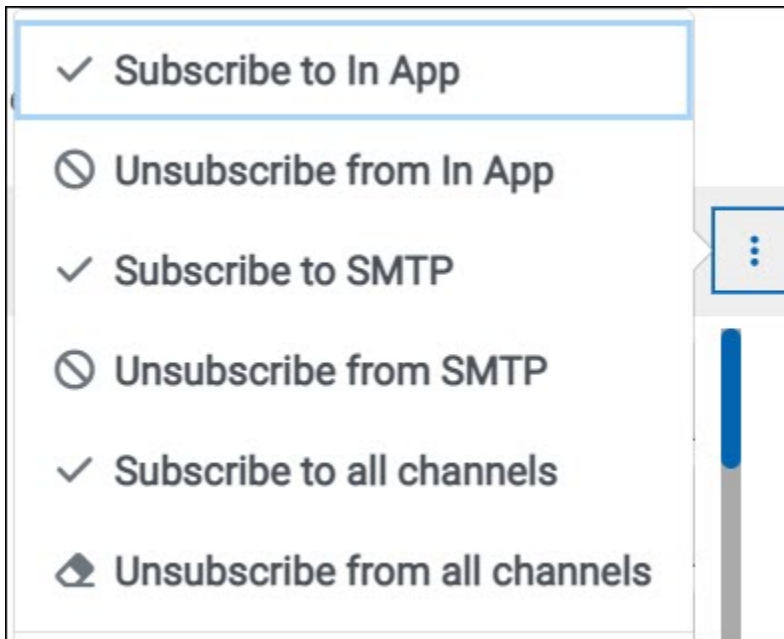 Subscribe to In App
Unsubscribe from In App
Subscribe to SMTP
Unsubscribe from SMTP
Subscribe to all channels
Unsubscribe from all channels